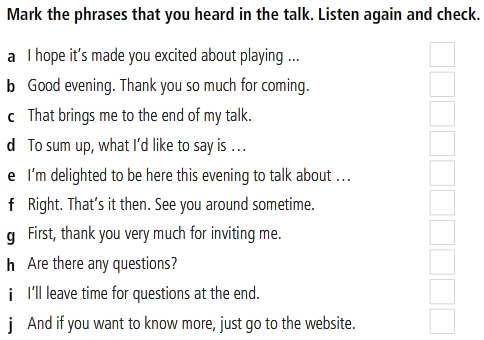 Mark the phrases that you heard in the talk. Listen again and check.
a I hope it's made you excited about playing ...
b Good evening. Thank you so much for coming.
c That brings me to the end of my talk.
d To sum up, what I'd like to say is ...
e I'm delighted to be here this evening to talk about ...
f Right. That's it then. See you around sometime.
g First, thank you very much for inviting me.
h Are there any questions?
i I'll leave time for questions at the end.
j And if you want to know more, just go to the website.